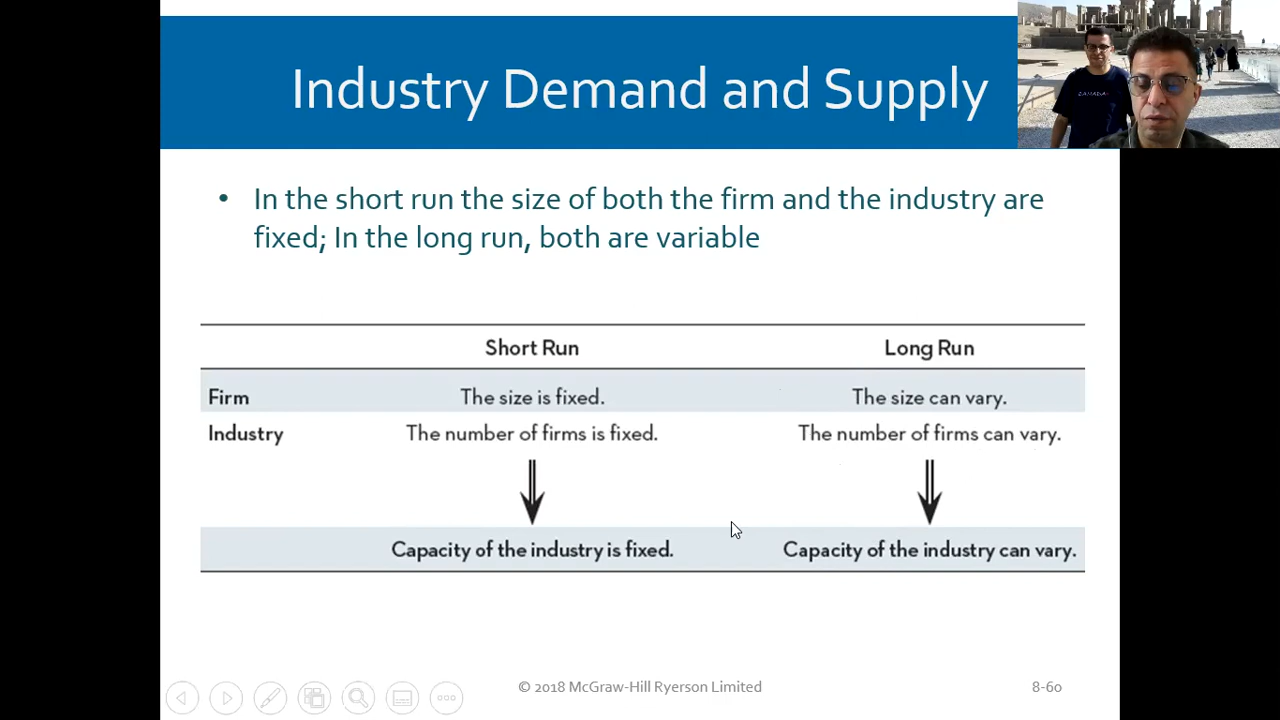 Industry Demand and Supply
CANADA
• In the short run the size of both the firm and the industry are
fixed; In the long run, both are variable
Short Run Long Run
Firm The size is fixed. The size can vary.
Industry The number of firms is fixed. The number of firms can vary.
Capacity of the industry is fixed. Capacity of the industry can vary.
© 2018 McGraw-Hill Ryerson Limited 8-60